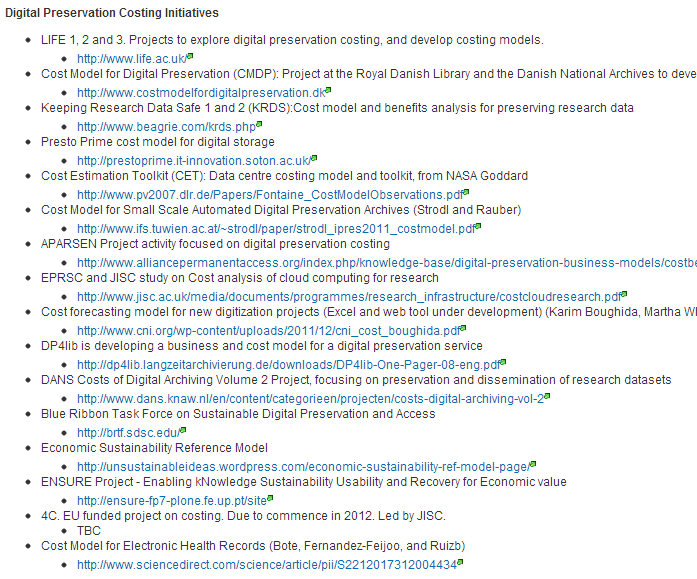 Digital Preservation Costing Initiatives
LIFE 1, 2 and 3. Projects to explore digital preservation costing, and develop costing models.
http://www.life.ac.uk/
Cost Model for Digital Preservation (CMDP): Project at the Royal Danish Library and the Danish National Archives to deve
http://www.costmodelfordigitalpreservation.dk
Keeping Research Data Safe 1 and 2 (KRDS):Cost model and benefits analysis for preserving research data
http://www.beagrie.com/krds.php
Presto Prime cost model for digital storage
http://prestoprime.it-innovation.soton.ac.uk/
Cost Estimation Toolkit (CET): Data centre costing model and toolkit, from NASA Goddard
http://www.pv2007.dlr.de/Papers/Fontaine_CostModelObservations.pdf
Cost Model for Small Scale Automated Digital Preservation Archives (Strodl and Rauber)
http://www.ifs.tuwien.ac.at/~strodl/paper/strodl_ipres2011_costmodel.pdf
APARSEN Project activity focused on digital preservation costing
http://www.alliancepermanentaccess.org/index.php/knowledge-base/digital-preservation-business-models/costbe
EPRSC and JISC study on Cost analysis of cloud computing for research
http://www.jisc.ac.uk/media/documents/programmes/research_infrastructure/costcloudresearch.pdf
Cost forecasting model for new digitization projects (Excel and web tool under development) (Karim Boughida, Martha Wh
http://www.cni.org/wp-content/uploads/2011/12/cni_cost_boughida.pdf
DP4lib is developing a business and cost model for a digital preservation service
http://dp4lib.langzeitarchivierung.de/downloads/DP4lib-One-Pager-08-eng.pdf
DANS Costs of Digital Archiving Volume 2 Project, focusing on preservation and dissemination of research datasets
http://www.dans.knaw.nl/en/content/categorieen/projecten/costs-digital-archiving-vol-2
Blue Ribbon Task Force on Sustainable Digital Preservation and Access
http://brtf.sdsc.edu/
Economic Sustainability Reference Model
http://unsustainableideas.wordpress.com/economic-sustainability-ref-model-page/
ENSURE Project - Enabling kNowledge Sustainability Usability and Recovery for Economic value
http://ensure-fp7-plone.fe.up.pt/site
4C. EU funded project on costing. Due to commence in 2012. Led by JISC.
TBC
Cost Model for Electronic Health Records (Bote, Fernandez-Feijoo, and Ruizb)
http://www.sciencedirect.com/science/article/pii/S2212017312004434